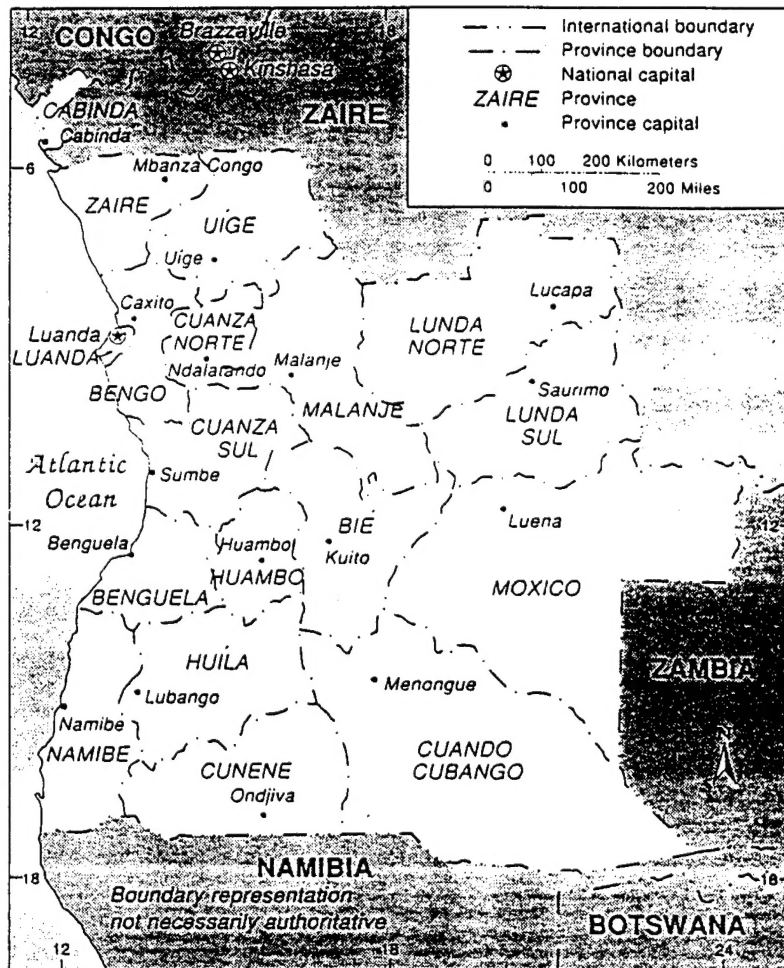 12
CONGO
Brazzaville
Kinshasa
18
International boundary
Province boundary
National capital
ZAIRE Province
Province capital
0 100 200 Kilometers
0 100 200 Miles
CABINDA
Cabinda
ZAIRE
6
Mbanza Congo
ZAIRE
UIGE
Uige
Caxito
Luanda
LUANDA
CUANZA
NORTE
Ndalatando
Malanje
LUNDA
NORTE
Lucapa
BENGO
MALANJE
Saurimo
LUNDA
SUL
CUANZA
SUL
Atlantic
Ocean
Sumbe
12
BIE
Luena
12
Benguela
Huambo
Kuito
HUAMBO
MOXICO
BENGUELA
HUILA
ZAMBIA
Menongue
Lubango
Namibe
NAMIBE
CUANDO
CUBANGO
N
CUNENE
Ondjiva
NAMIBIA
18
18
Boundary representation
not necessarily authoritative
BOTSWANA
12
18
24